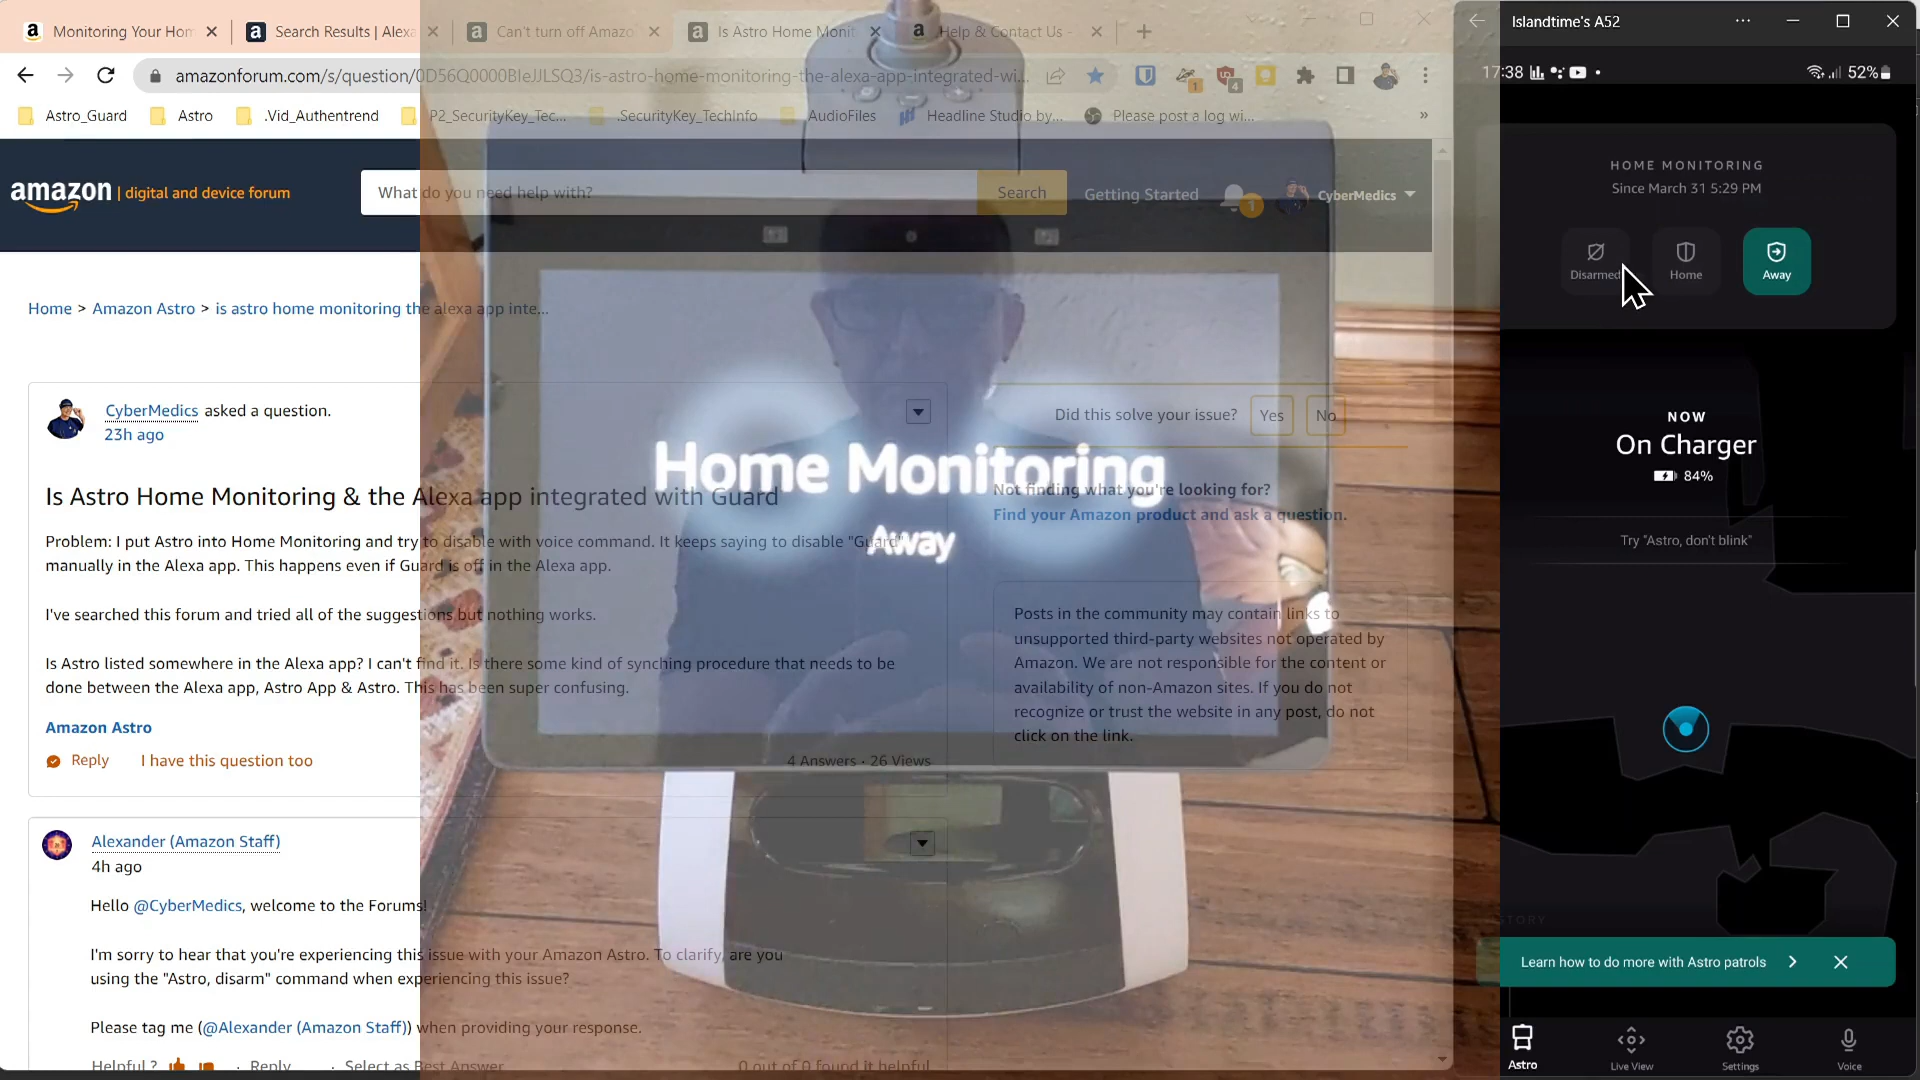 Monitoring Your Hom
Search Results | Alexa
Can't turn off Amazo
Is Astro Home Monit
Help & Contact Us -
amazonforum.com/s/question/0D56Q0000BIeJJLSQ3/is-astro-home-monitoring-the-alexa-app-integrated-wi...
1
4
Astro_Guard
Astro
.Vid_Authentrend
P2_SecurityKey_Tec...
.SecurityKey_TechInfo
AudioFiles
Headline Studio by...
Please post a log wi...
»
amazon | digital and device forum
What do you need help with?
Search
Getting Started
1
CyberMedics
Home > Amazon Astro > is astro home monitoring the alexa app inte...
CyberMedics asked a question.
23h ago
Is Astro Home Monitoring & the Alexa app integrated with Guard
Problem: I put Astro into Home Monitoring and try to disable with voice command. It keeps saying to disable "Guard"
manually in the Alexa app. This happens even if Guard is off in the Alexa app.
I've searched this forum and tried all of the suggestions but nothing works.
Is Astro listed somewhere in the Alexa app? I can't find it. Is there some kind of synching procedure that needs to be
done between the Alexa app, Astro App & Astro. This has been super confusing.
Amazon Astro
Reply
I have this question too
4 Answers · 26 Views
Alexander (Amazon Staff)
4h ago
Hello @CyberMedics, welcome to the Forums!
I'm sorry to hear that you're experiencing this issue with your Amazon Astro. To clarify, are you
using the "Astro, disarm" command when experiencing this issue?
Please tag me (@Alexander (Amazon Staff)) when providing your response.
Helpful ?
· Reply
· Select as Best Answer
0 out of 0 found it helpful
Did this solve your issue?
Yes
No
Not finding what you're looking for?
Find your Amazon product and ask a question.
Posts in the community may contain links to
unsupported third-party websites not operated by
Amazon. We are not responsible for the content or
availability of non-Amazon sites. If you do not
recognize or trust the website in any post, do not
click on the link.
Home Monitoring
Away
Islandtime's A52
17:38
52%
HOME MONITORING
Since March 31 5:29 PM
Disarmed
Home
Away
NOW
On Charger
84%
Try "Astro, don't blink"
Learn how to do more with Astro patrols
Astro
Live View
Settings
Voice